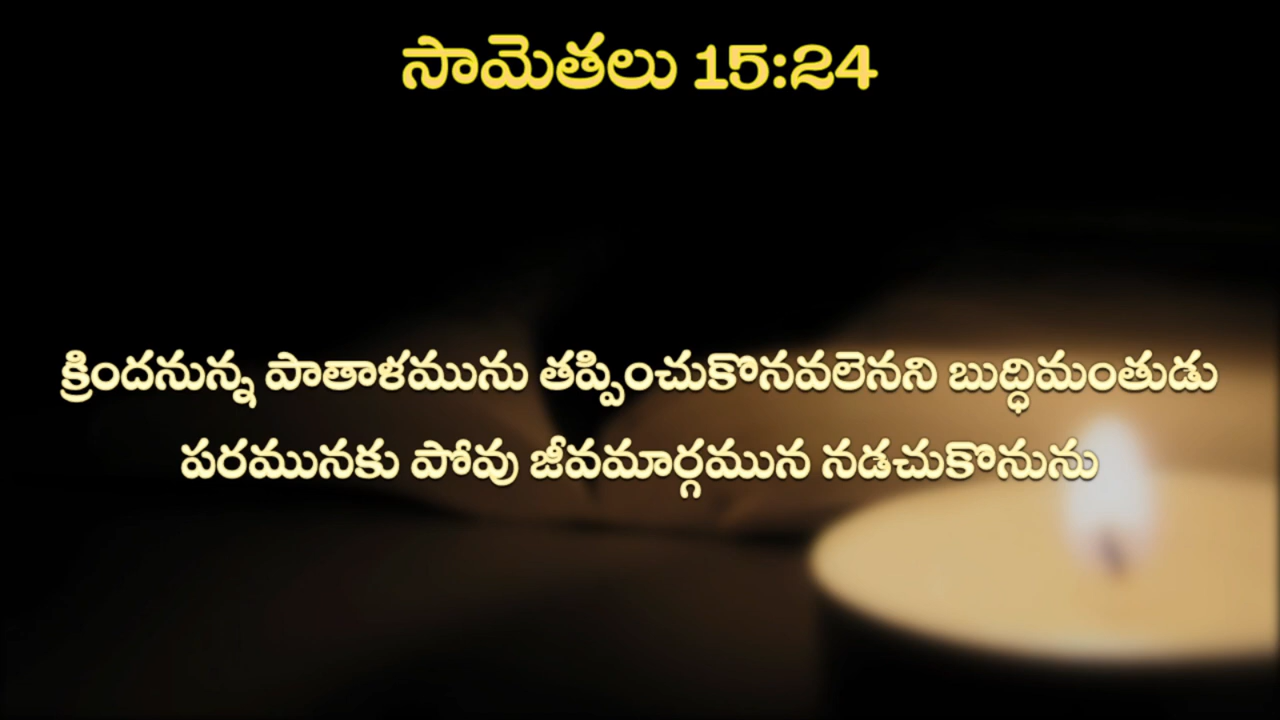 సామెతలు 15:24
క్రిందనున్న పాతాళమును తప్పించుకొనవలెనని బుద్ధిమంతుడు
పరమునకు పోవు జీవమార్గమున నడచుకొనును